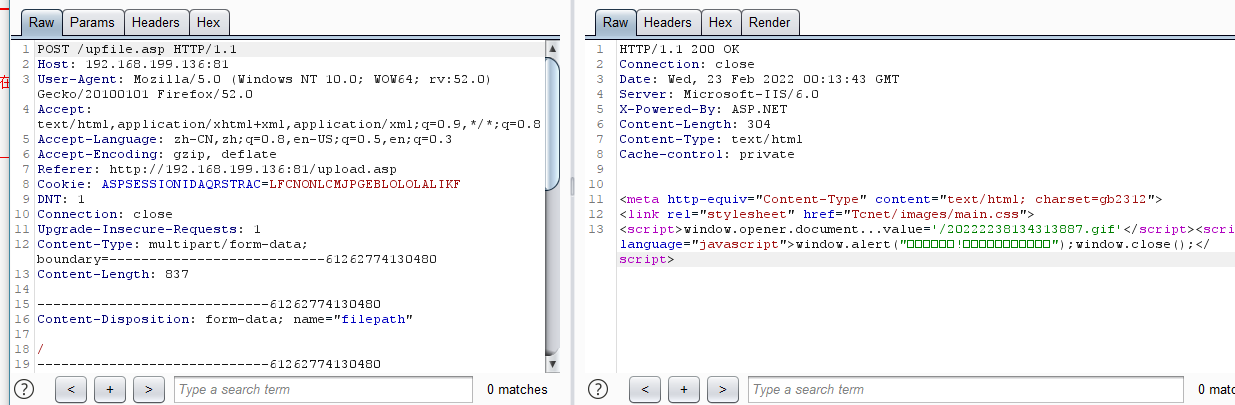 在
Raw Params Headers Hex
1 POST /upfile.asp HTTP/1.1
2 Host: 192.168.199.136:81
3 User-Agent: Mozilla/5.0 (Windows NT 10.0; WOW64; rv:52.0)
Gecko/20100101 Firefox/52.0
4 Accept:
text/html,application/xhtml+xml,application/xml;q=0.9,*/*;q=0.8
5 Accept-Language: zh-CN,zh;q=0.8,en-US;q=0.5,en;q=0.3
6 Accept-Encoding: gzip, deflate
7 Referer: http://192.168.199.136:81/upload.asp
8 Cookie: ASPSESSIONIDAQRSTRAC=LFCNONLCMJPGEBLOLOLALIKF
9 DNT: 1
10 Connection: close
11 Upgrade-Insecure-Requests: 1
12 Content-Type: multipart/form-data;
boundary=---------------------------61262774130480
13 Content-Length: 837
14
15 -----------------------------61262774130480
16 Content-Disposition: form-data; name="filepath"
17
18 /
19 -----------------------------61262774130480
? < + > Type a search term 0 matches
Raw Headers Hex Render
1 HTTP/1.1 200 OK
2 Connection: close
3 Date: Wed, 23 Feb 2022 00:13:43 GMT
4 Server: Microsoft-IIS/6.0
5 X-Powered-By: ASP.NET
6 Content-Length: 304
7 Content-Type: text/html
8 Cache-control: private
9
10
11 <meta http-equiv="Content-Type" content="text/html; charset=gb2312">
12 <link rel="stylesheet" href="Tcnet/images/main.css">
13 <script>window.opener.document...value='/20222238134313887.gif'</script><scri
language="javascript">window.alert("□□□□□□!□□□□□□□□□□□");window.close();</
script>
? < + > Type a search term 0 matc